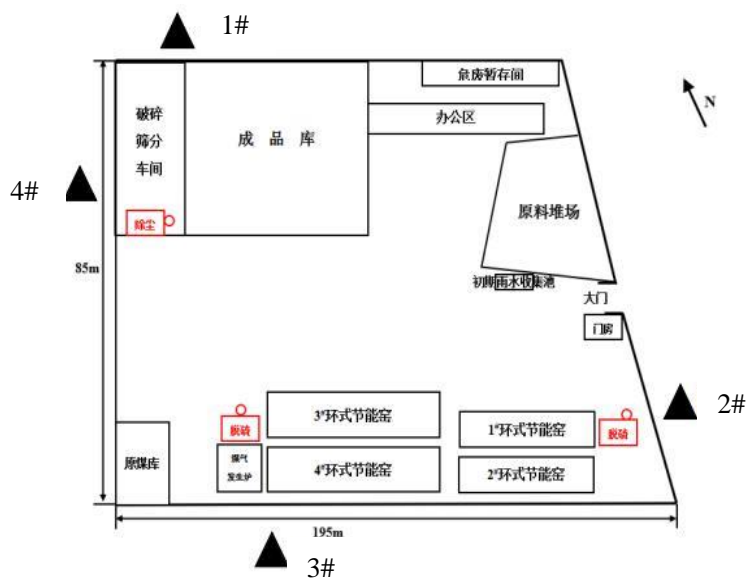 1#
危废暂存间
N
破碎
筛分
车间
成 品 库
办公区
4#
除尘
原料堆场
85m
初期雨水收集池
大门
门房
2#
3#环式节能窑
脱硝
1#环式节能窑
脱硝
原煤库
煤气
发生炉
4#环式节能窑
2#环式节能窑
195m
3#